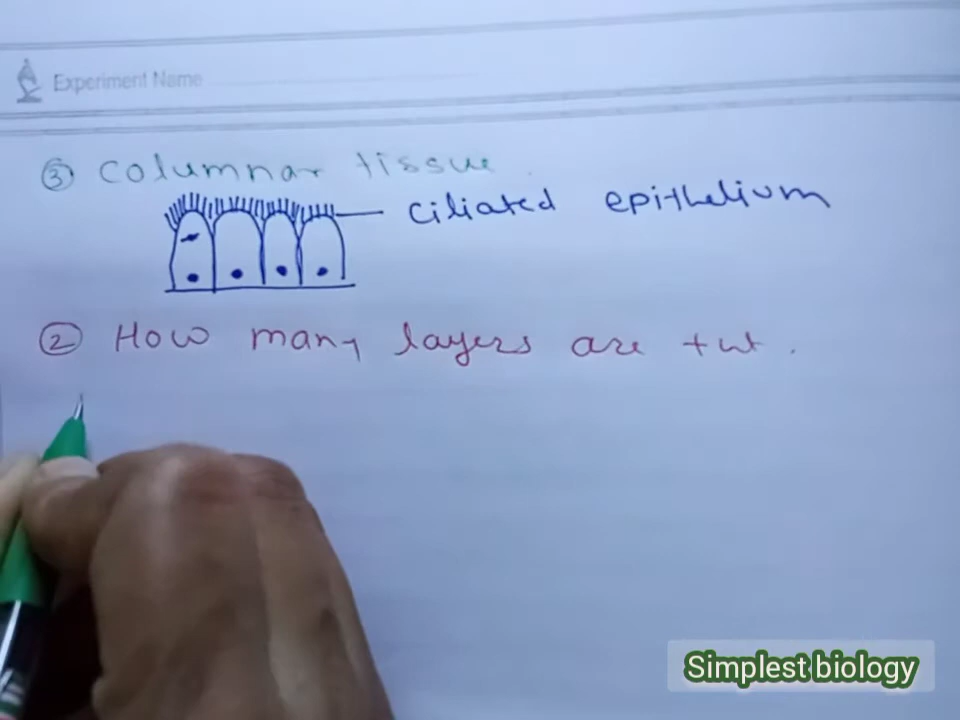 Experiment Name
③ columnar tissue
ciliated epithelium
② How many layers are
Simplest biology